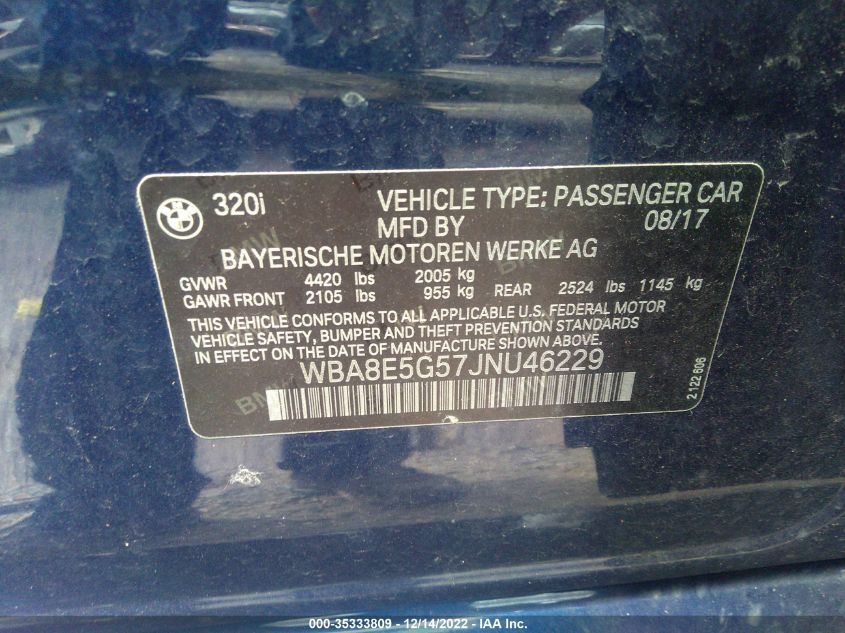 320i VEHICLE TYPE: PASSENGER CAR
MFD BY 08/17
BAYERISCHE MOTOREN WERKE AG
GVWR 4420 lbs 2005 kg
GAWR FRONT 2105 lbs 955 kg REAR 2524 lbs 1145 kg
THIS VEHICLE CONFORMS TO ALL APPLICABLE U.S. FEDERAL MOTOR
VEHICLE SAFETY, BUMPER AND THEFT PREVENTION STANDARDS
IN EFFECT ON THE DATE OF MANUFACTURE SHOWN ABOVE.
WBA8E5G57JNU46229
2 122 606
000-35333809 - 12/14/2022 - IAA Inc.